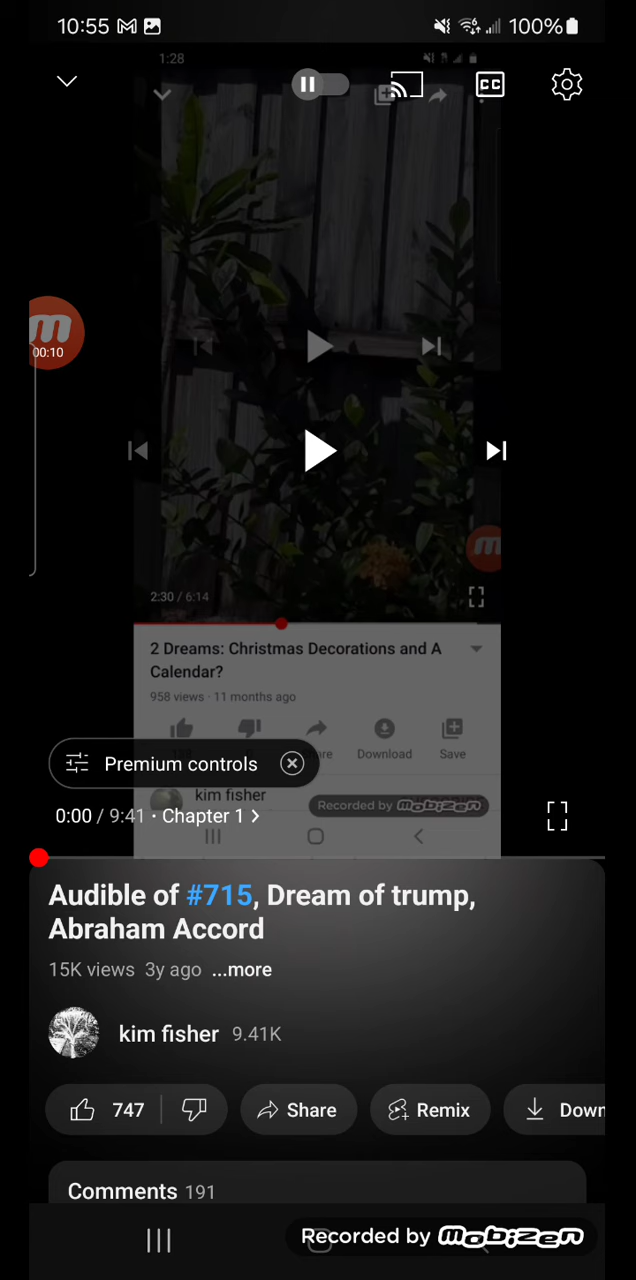 10:55
100%
1:28
CC
00:10
2:30 / 6:14
2 Dreams: Christmas Decorations and A
Calendar?
958 views · 11 months ago
Download
Save
Premium controls
kim fisher
Recorded by mobizen
0:00 / 9:41 · Chapter 1
Audible of #715, Dream of trump,
Abraham Accord
15K views 3y ago ...more
kim fisher 9.41K
747
Share
Remix
Down
Comments 191
Recorded by mobizen